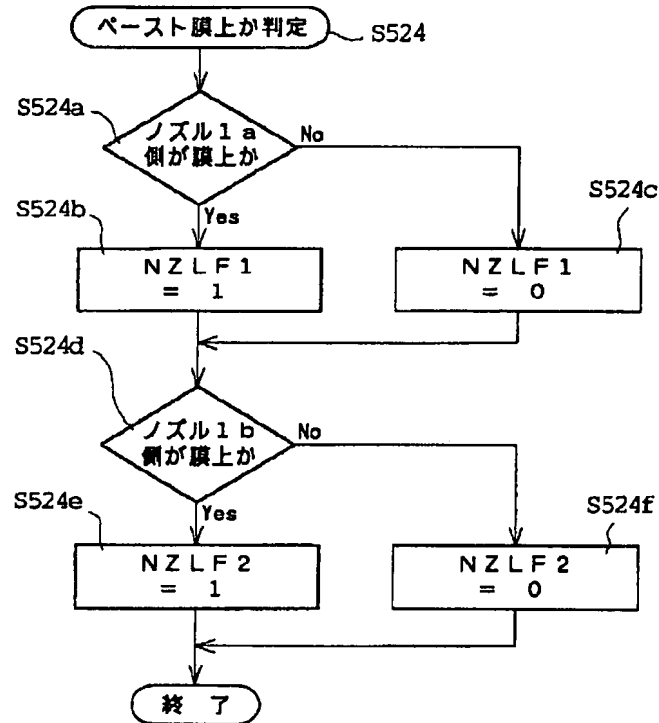 ペースト膜上か判定
S524
S524a
ノズル1a
側が膜上か
No
S524b
Yes
S524c
NZLF1
= 1
NZLF1
= 0
S524d
ノズル1b
側が膜上か
No
S524e
Yes
S524f
NZLF2
= 1
NZLF2
= 0
終了